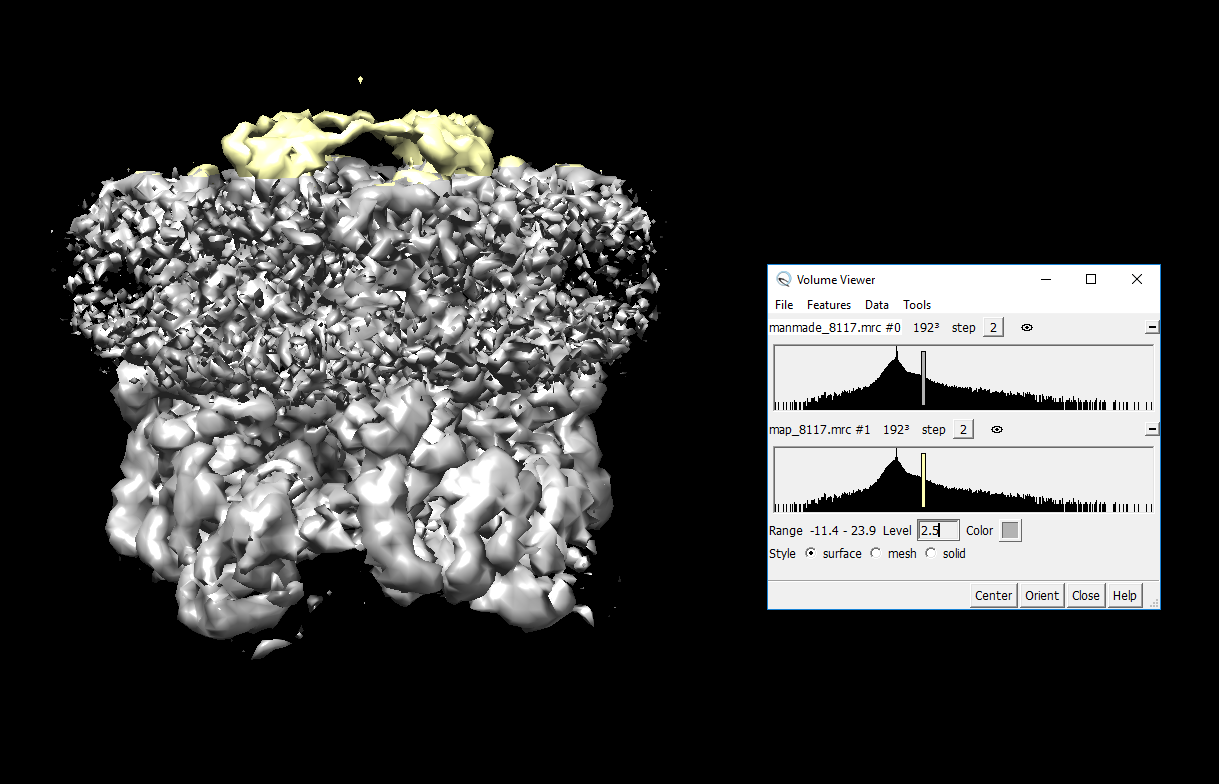 Volume Viewer
File Features Data Tools
manmade_8117.mrc #0 192³ step 2
map_8117.mrc #1 192³ step 2
Range -11.4 - 23.9 Level 2.5 Color
Style surface mesh solid
Center Orient Close Help